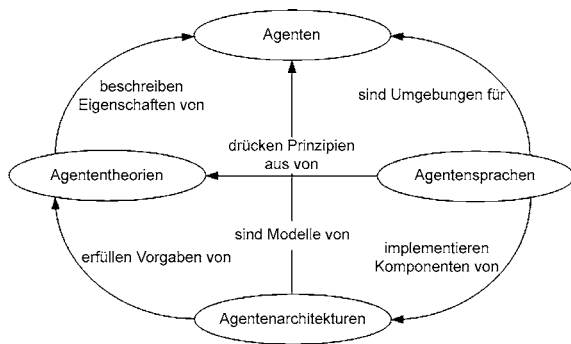 Agenten
beschreiben
Eigenschaften von
sind Umgebungen für
drücken Prinzipien
aus von
Agententheorien
Agentensprachen
sind Modelle von
erfüllen Vorgaben von
implementieren
Komponenten von
Agentenarchitekturen